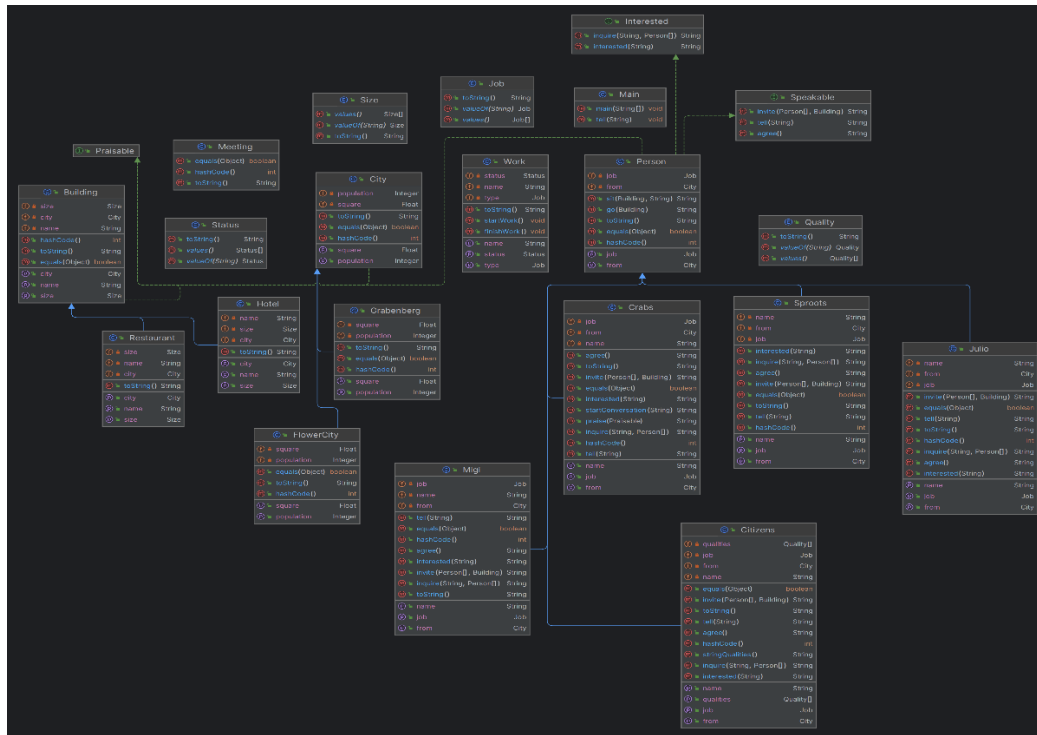 Interested
inquire(String, Person[]) String
interested(String) String
Job
toString() String
valueOf(String) Job
values() Job[]
Size
values() Size[]
valueOf(String) Size
toString() String
Main
main(String[]) void
tel(String) void
Speakable
invite(Person[], Building) String
tell(String) String
agree() String
Praisable
Meeting
equals(Object) boolean
hashCode() int
toString() String
Building
size Size
city City
name String
hashCode() int
toString() String
equals(Object) boolean
city City
name String
size Size
Status
toString() String
values() Status[]
valueOf(String) Status
City
population Integer
square Float
toString() String
equals(Object) boolean
hashCode() int
square Float
population Integer
Work
status Status
name String
type Job
toString() String
startWork() void
finishWork() void
name String
status Status
type Job
Person
job Job
from City
sit(Building, String) String
go(Building) String
toString() String
equals(Object) boolean
hashCode() int
job Job
from City
Quality
toString() String
valueOf(String) Quality
values() Quality[]
Hotel
name String
size Size
city City
toString() String
city City
name String
size Size
Restaurant
size Size
name String
city City
toString() String
city City
name String
size Size
Grabenberg
square Float
population Integer
toString() String
equals(Object) boolean
hashCode() int
square Float
population Integer
FlowerCity
square Float
population Integer
equals(Object) boolean
toString() String
hashCode() int
square Float
population Integer
Crabs
job Job
from City
name String
agree() String
toString() String
invite(Person[], Building) String
equals(Object) boolean
interested(String) String
startConversation(String) String
praise(Praisable) String
inquire(String, Person[]) String
hashCode() int
tell(String) String
name String
job Job
from City
Sproots
name String
from City
job Job
interested(String) String
inquire(String, Person[]) String
agree() String
invite(Person[], Building) String
equals(Object) boolean
toString() String
tell(String) String
hashCode() int
name String
job Job
from City
Julio
name String
from City
job Job
invite(Person[], Building) String
equals(Object) boolean
tell(String) String
toString() String
hashCode() int
inquire(String, Person[]) String
agree() String
interested(String) String
name String
job Job
from City
Migi
job Job
name String
from City
tell(String) String
equals(Object) boolean
hashCode() int
agree() String
interested(String) String
invite(Person[], Building) String
inquire(String, Person[]) String
toString() String
name String
job Job
from City
Citizens
qualities Quality[]
job Job
from City
name String
equals(Object) boolean
invite(Person[], Building) String
toString() String
tell(String) String
agree() String
hashCode() int
stringQualities() String
inquire(String, Person[]) String
interested(String) String
name String
qualities Quality[]
job Job
from City